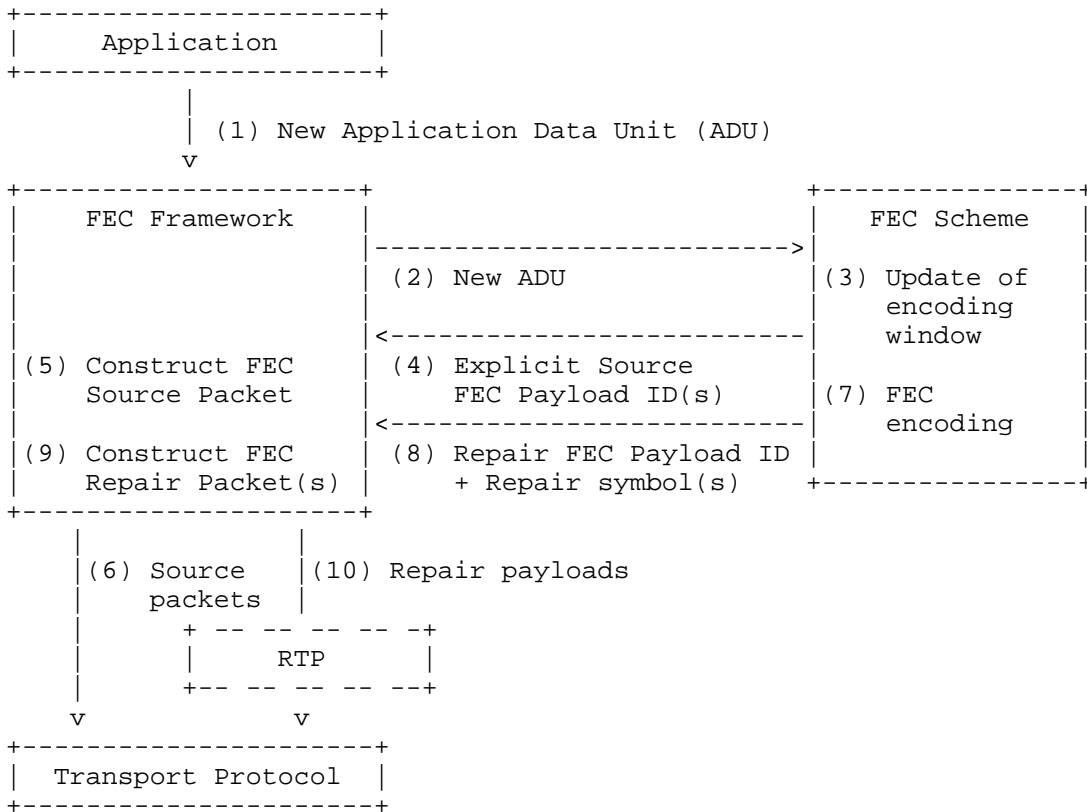 Application
(1) New Application Data Unit (ADU)
v
FEC Framework FEC Scheme
(2) New ADU (3) Update of
encoding
window
(5) Construct FEC (4) Explicit Source
Source Packet FEC Payload ID(s) (7) FEC
encoding
(9) Construct FEC (8) Repair FEC Payload ID
Repair Packet(s) + Repair symbol(s)
(6) Source (10) Repair payloads
packets
RTP
v v
Transport Protocol